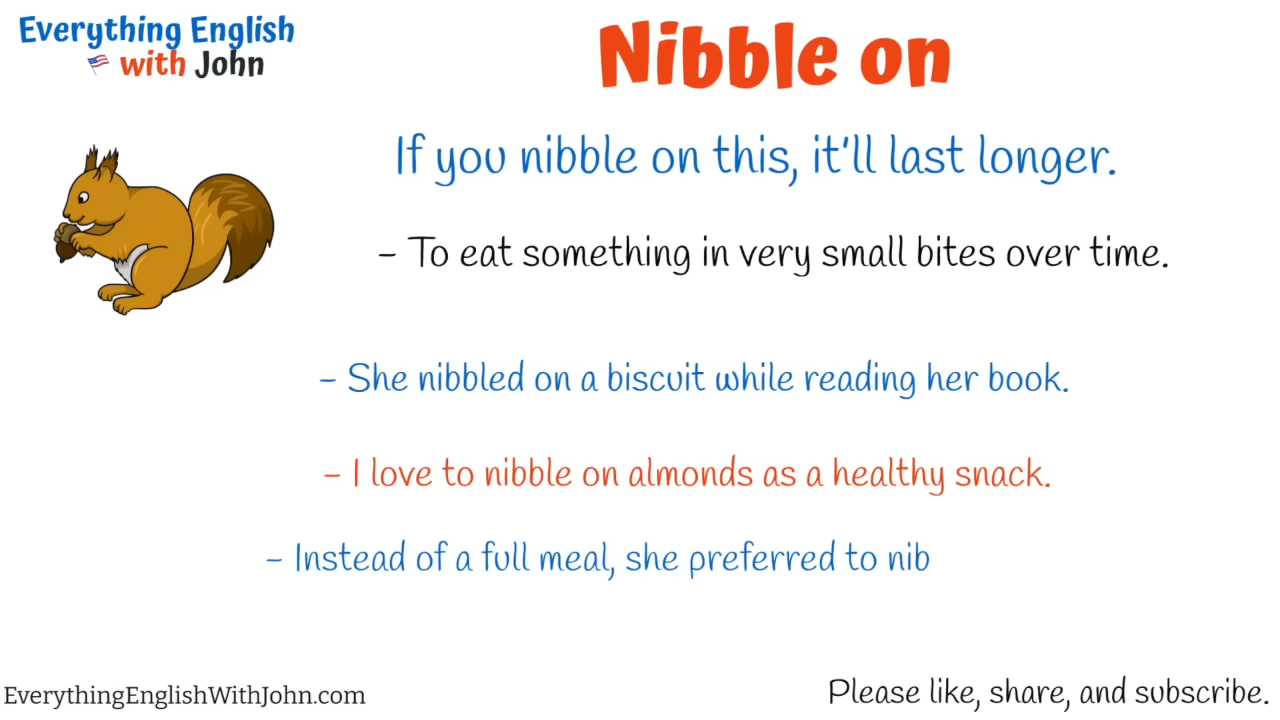 Everything English
with John
Nibble on
If you nibble on this, it'll last longer.
- To eat something in very small bites over time.
- She nibbled on a biscuit while reading her book.
- I love to nibble on almonds as a healthy snack.
- Instead of a full meal, she preferred to nib
EverythingEnglishWithJohn.com
Please like, share, and subscribe.